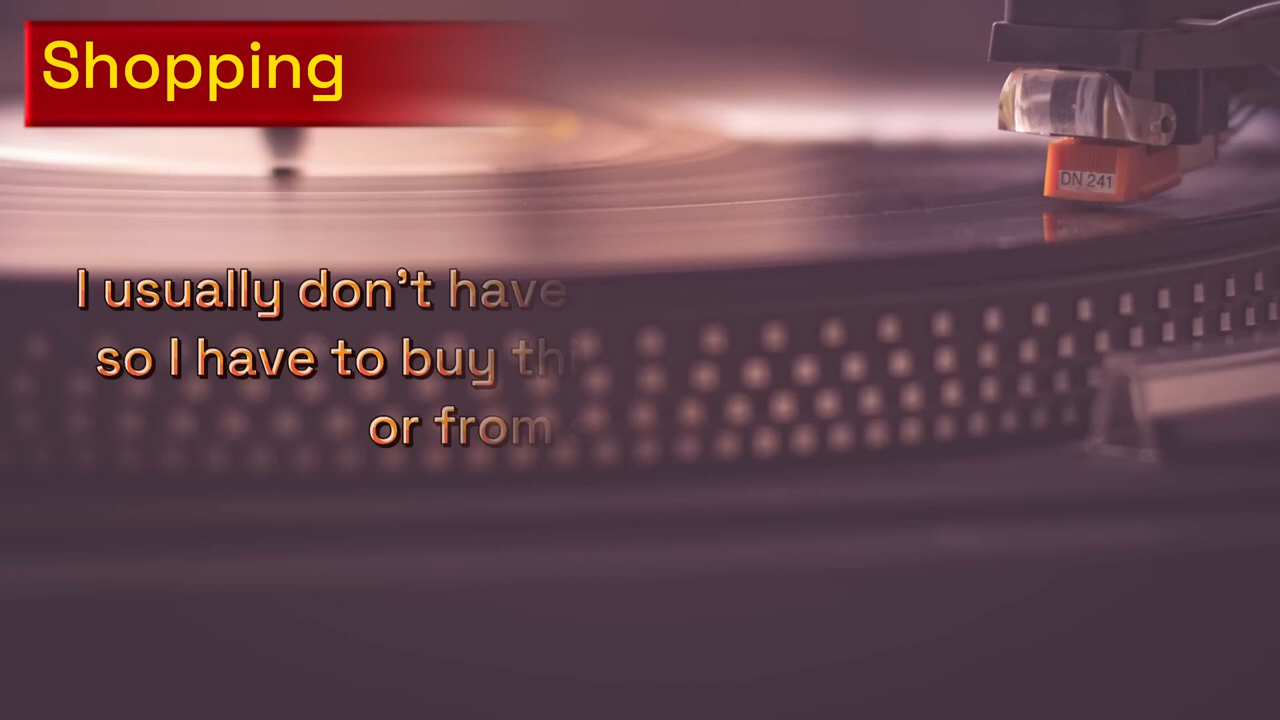 Shopping
DN 241
I usually don't have
so I have to buy
or from